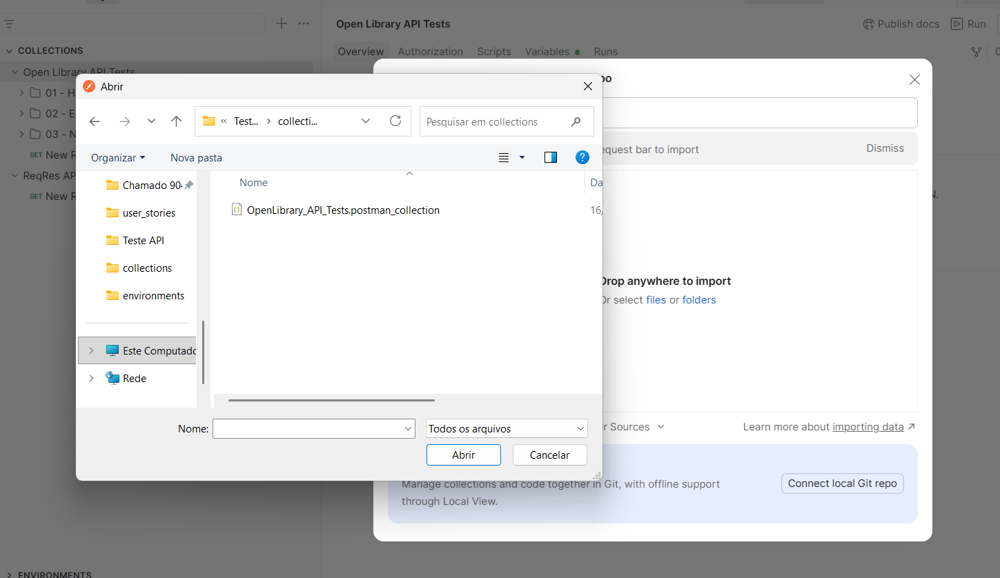 Open Library API Tests
Publish docs
Run
COLLECTIONS
Overview
Authorization
Scripts
Variables
Runs
Open Library API Tests
01 - H
02 - E
03 - N
GET New R
ReqRes AP
GET New R
Abrir
Test...
collecti...
Pesquisar em collections
Organizar
Nova pasta
Chamado 90
user_stories
Teste API
collections
environments
Este Computado
Rede
Nome
Da
OpenLibrary_API_Tests.postman_collection
16/
Nome:
Todos os arquivos
Abrir
Cancelar
equest bar to import
Dismiss
N.
Drop anywhere to import
Or select files or folders
r Sources
Learn more about importing data
Manage collections and code together in Git, with offline support
through Local View.
Connect local Git repo
ENVIRONMENTS